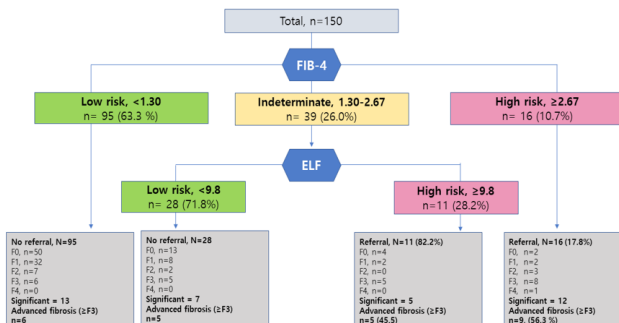 Total, n=150
FIB-4
Low risk, <1.30
n= 95 (63.3 %)
Indeterminate, 1.30-2.67
n= 39 (26.0%)
High risk, ≥2.67
n= 16 (10.7%)
ELF
Low risk, <9.8
n= 28 (71.8%)
High risk, ≥9.8
n=11 (28.2%)
No referral, N=95
F0, n=50
F1, n=32
F2, n=7
F3, n=6
F4, n=0
Significant = 13
Advanced fibrosis (≥F3)
n=6
No referral, N=28
F0, n=13
F1, n=8
F2, n=2
F3, n=5
F4, n=0
Significant = 7
Advanced fibrosis (≥F3)
n=5
Referral, N=11 (82.2%)
F0, n=4
F1, n=2
F2, n=0
F3, n=5
F4, n=0
Significant = 5
Advanced fibrosis (≥F3)
n=5 (45.5)
Referral, N=16 (17.8%)
F0, n=2
F1, n=2
F2, n=3
F3, n=8
F4, n=1
Significant = 12
Advanced fibrosis (≥F3)
n=9, (56.3 %)